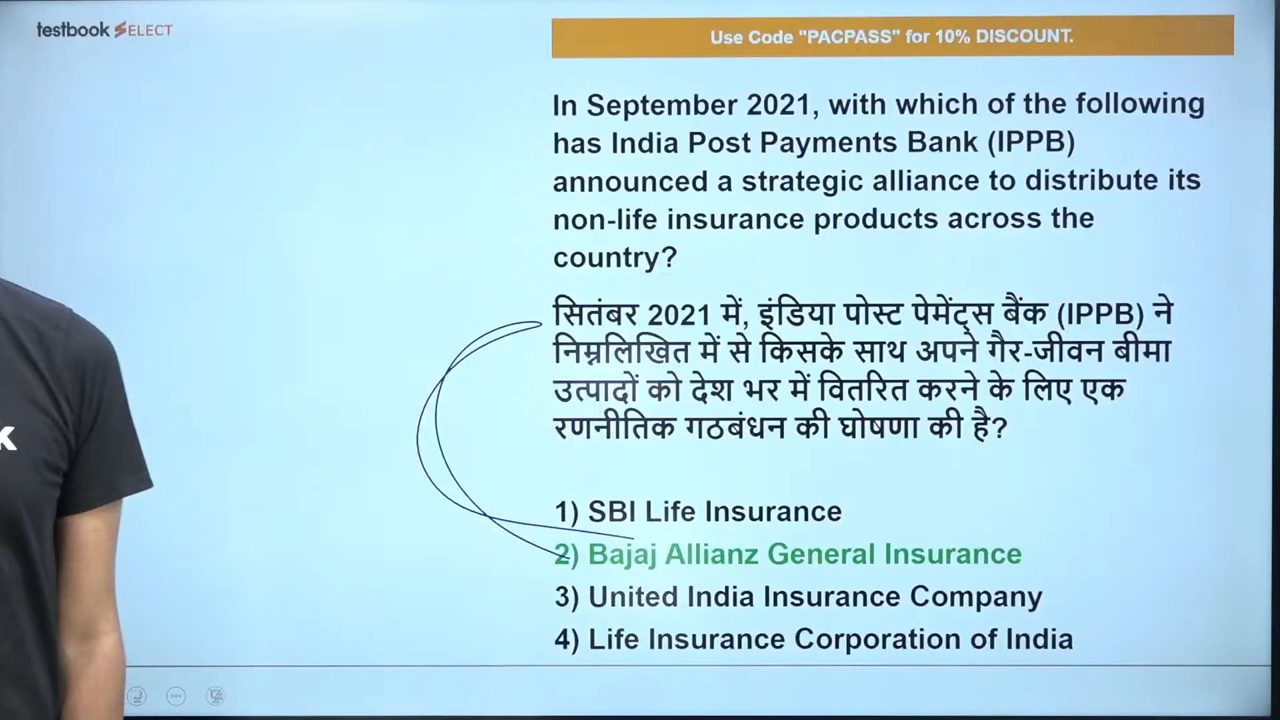 testbook SELECT
Use Code "PACPASS" for 10% DISCOUNT.
In September 2021, with which of the following
has India Post Payments Bank (IPPB)
announced a strategic alliance to distribute its
non-life insurance products across the
country?
सितंबर 2021 में, इंडिया पोस्ट पेमेंट्स बैंक (IPPB) ने
निम्नलिखित में से किसके साथ अपने गैर-जीवन बीमा
उत्पादों को देश भर में वितरित करने के लिए एक
रणनीतिक गठबंधन की घोषणा की है?
k
1) SBI Life Insurance
2) Bajaj Allianz General Insurance
3) United India Insurance Company
4) Life Insurance Corporation of India